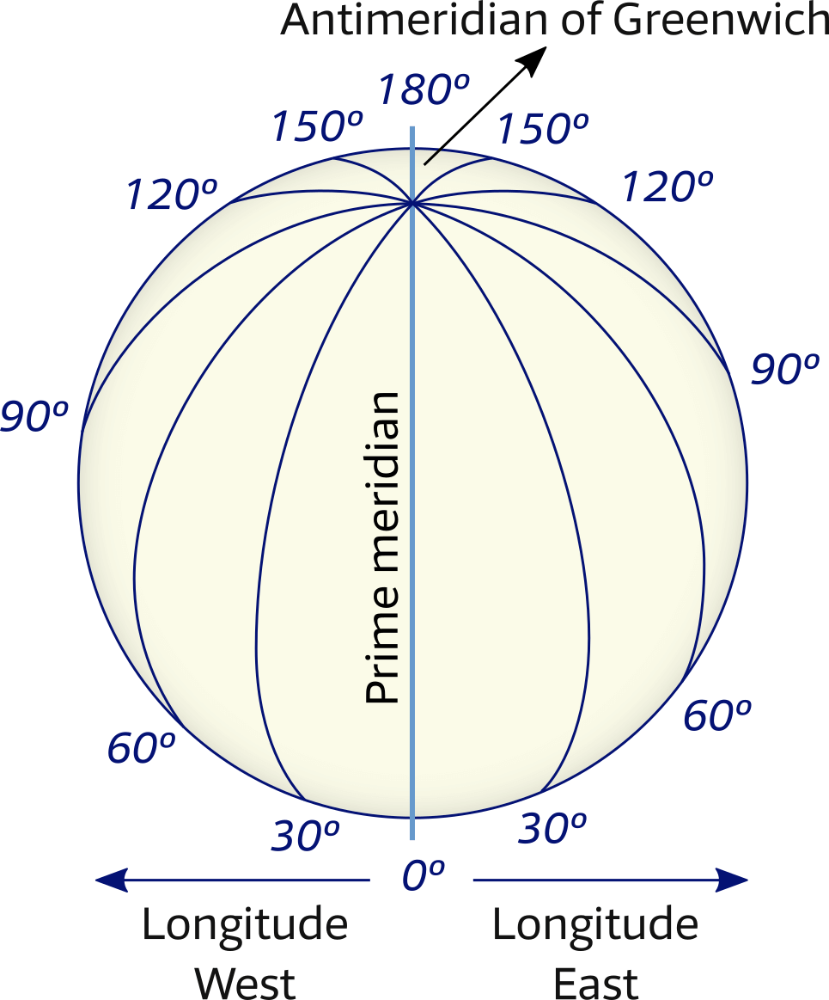 Antimeridian of Greenwich
180º
150º
150º
120º
120º
90º
90º
Prime meridian
60º
60º
30º
30º
0º
Longitude
West
Longitude
East